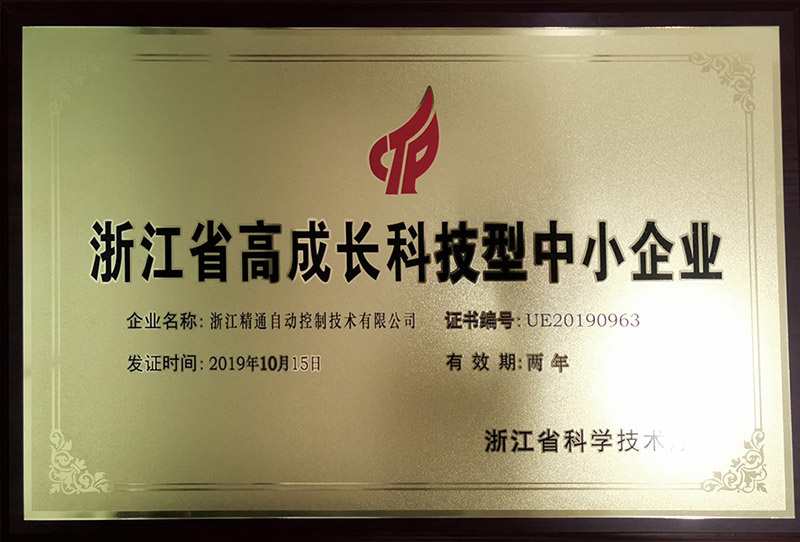 CTP
浙江省高成长科技型中小企业
企业名称: 浙江精通自动控制技术有限公司 证书编号: UE20190963
发证时间: 2019年10月15日 有 效 期: 两 年
浙江省科学技术